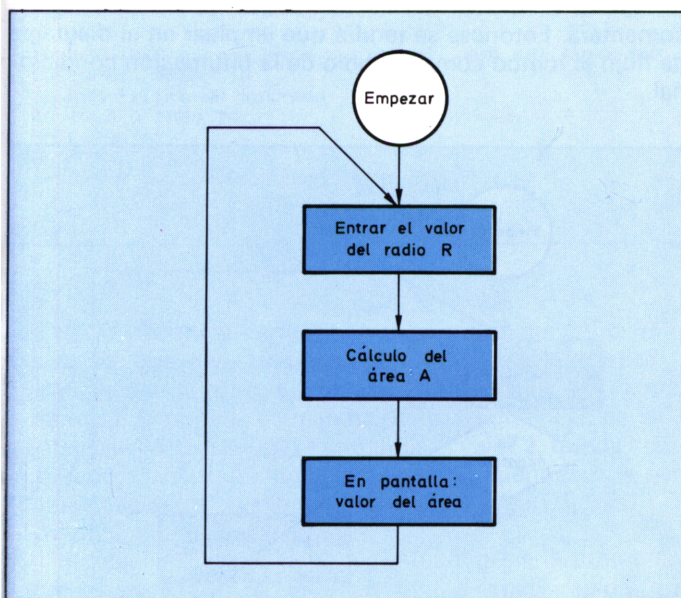 Empezar
Entrar el valor
del radio R
Cálculo del
área A
En pantalla:
valor del área